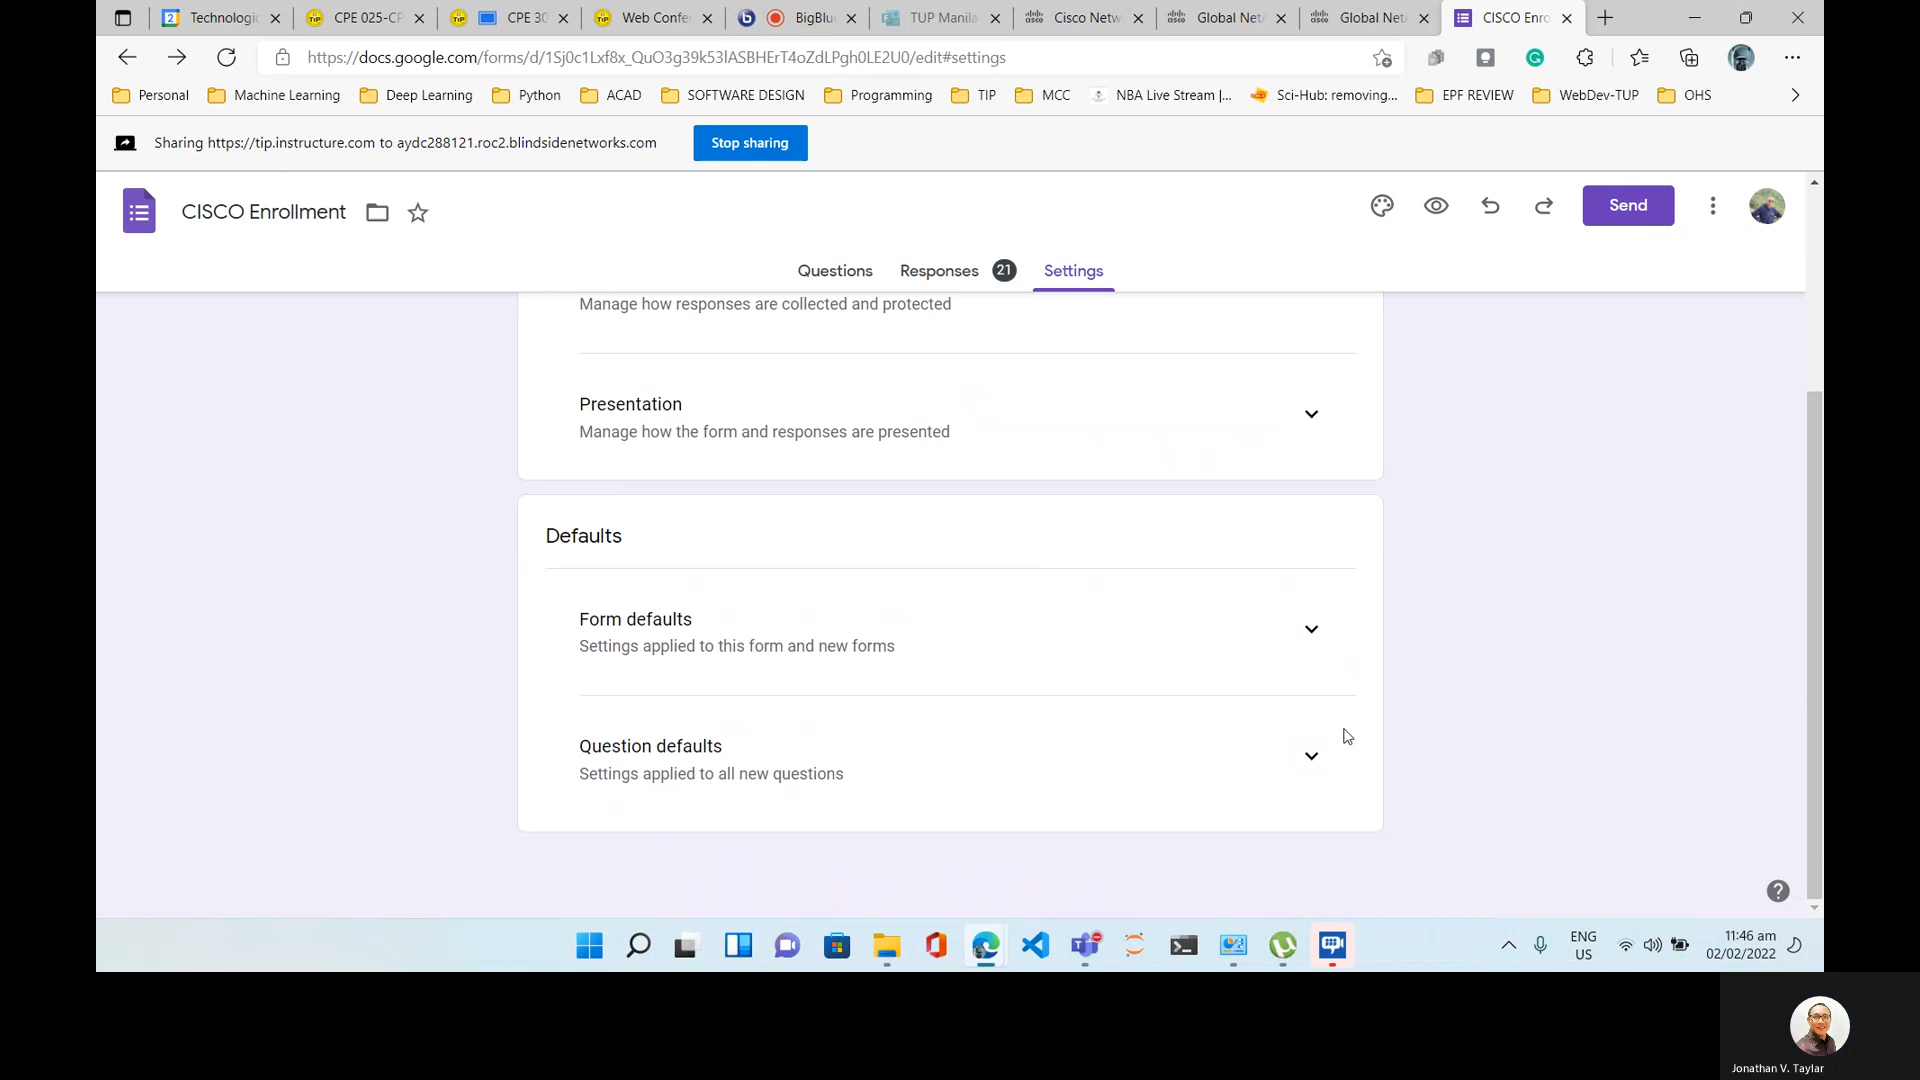 Technologic
CPE 025-CP
CPE 30
Web Confer
BigBlu
TUP Manila
Cisco Netw
Global Net
Global Net
CISCO Enro
https://docs.google.com/forms/d/1Sj0c1Lxf8x_QuO3g39k53lASBHErT4oZdLPgh0LE2U0/edit#settings
Personal
Machine Learning
Deep Learning
Python
ACAD
SOFTWARE DESIGN
Programming
TIP
MCC
NBA Live Stream |...
Sci-Hub: removing...
EPF REVIEW
WebDev-TUP
OHS
Sharing https://tip.instructure.com to aydc288121.roc2.blindsidenetworks.com
Stop sharing
CISCO Enrollment
Send
Questions
Responses 21
Settings
Manage how responses are collected and protected
Presentation
Manage how the form and responses are presented
Defaults
Form defaults
Settings applied to this form and new forms
Question defaults
Settings applied to all new questions
ENG
US
11:46 am
02/02/2022
Jonathan V. Taylar